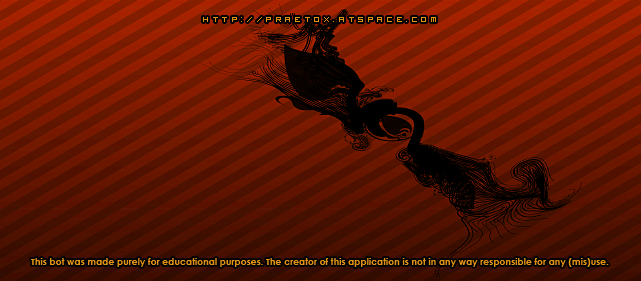 HTTP://PRAETOX.ATSPACE.COM
This bot was made purely for educational purposes. The creator of this application is not in any way responsible for any (mis)use.